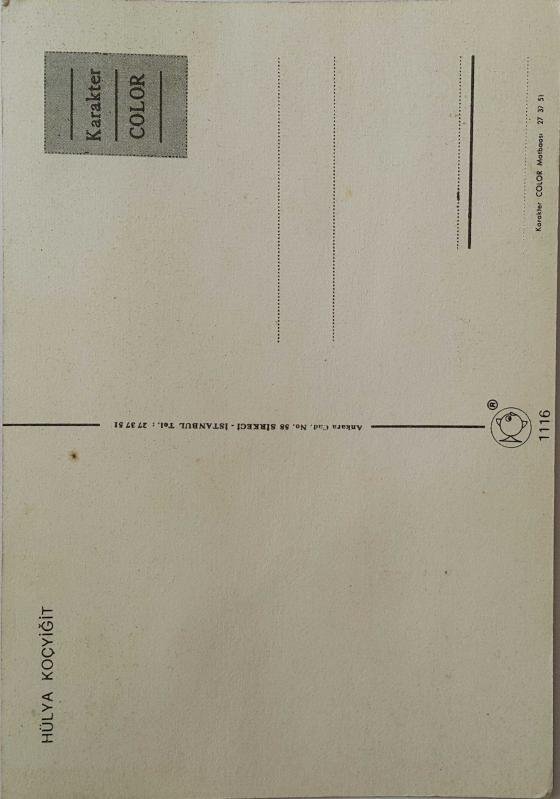 HÜLYA KOÇYİĞİT
Karakter
COLOR
Ankara Cad. No. 58 SİRKECİ - İSTANBUL Tel. : 27 37 51
®
1116
Karakter COLOR Matbaası 27 37 51